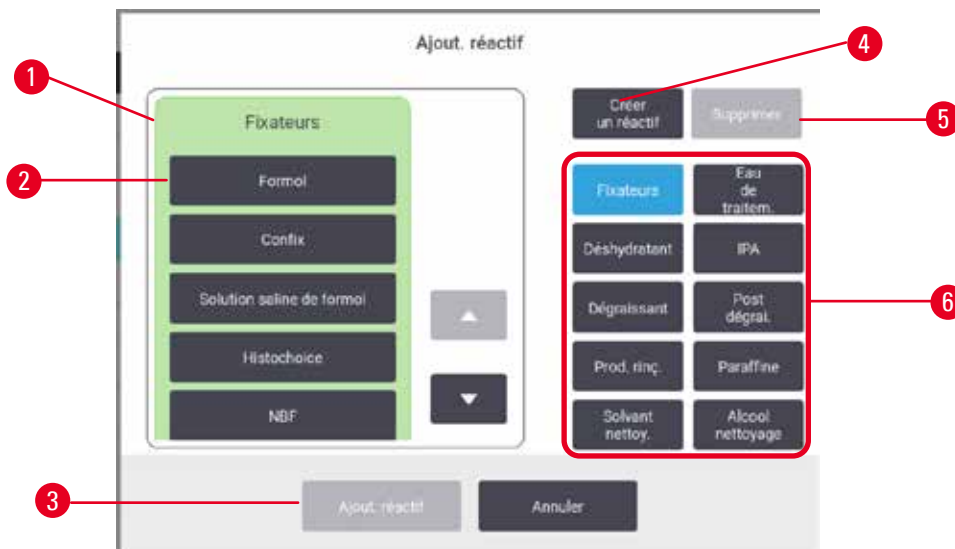 Ajout. réactif
4
1
Créer
un réactif
Supprimer
5
Fixateurs
2
Formol
Confix
Solution saline de formol
Histochoice
NBF
Fixateurs
Eau
de
traitem.
Déshydratant
IPA
Dégraissant
Post
dégrai.
6
Prod. rinç.
Paraffine
Solvant
nettoy.
Alcool
nettoyage
3
Ajout. réactif
Annuler